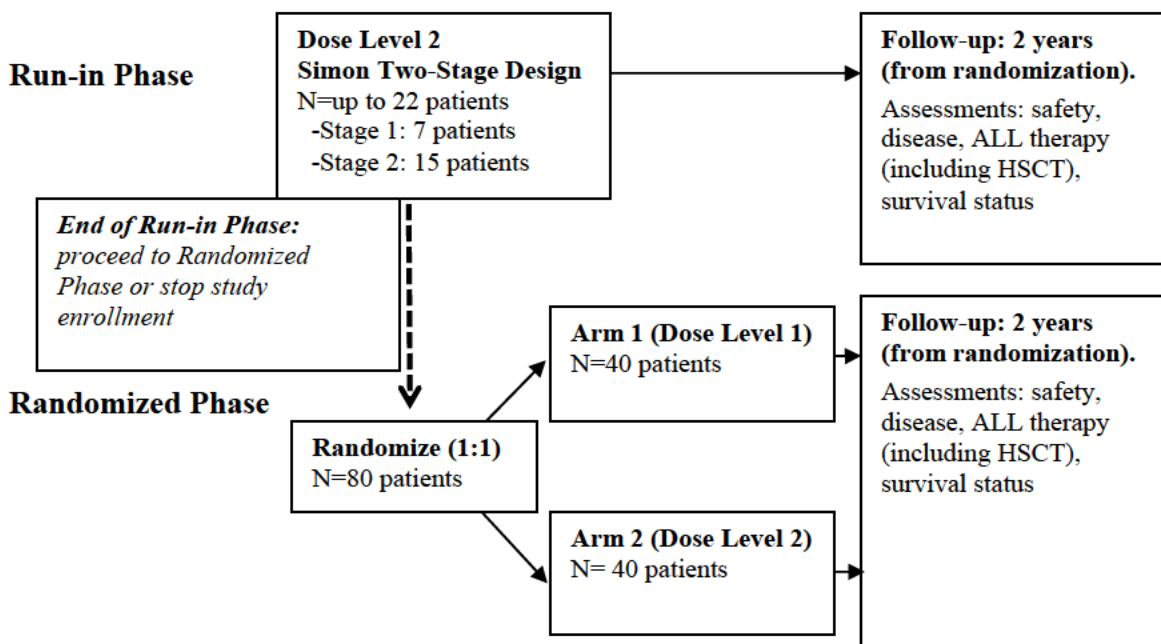 Run-in Phase
Dose Level 2
Simon Two-Stage Design
N=up to 22 patients
-Stage 1: 7 patients
-Stage 2: 15 patients
Follow-up: 2 years
(from randomization).
Assessments: safety,
disease, ALL therapy
(including HSCT),
survival status
End of Run-in Phase:
proceed to Randomized
Phase or stop study
enrollment
Randomized Phase
Randomize (1:1)
N=80 patients
Arm 1 (Dose Level 1)
N=40 patients
Arm 2 (Dose Level 2)
N= 40 patients
Follow-up: 2 years
(from randomization).
Assessments: safety,
disease, ALL therapy
(including HSCT),
survival status